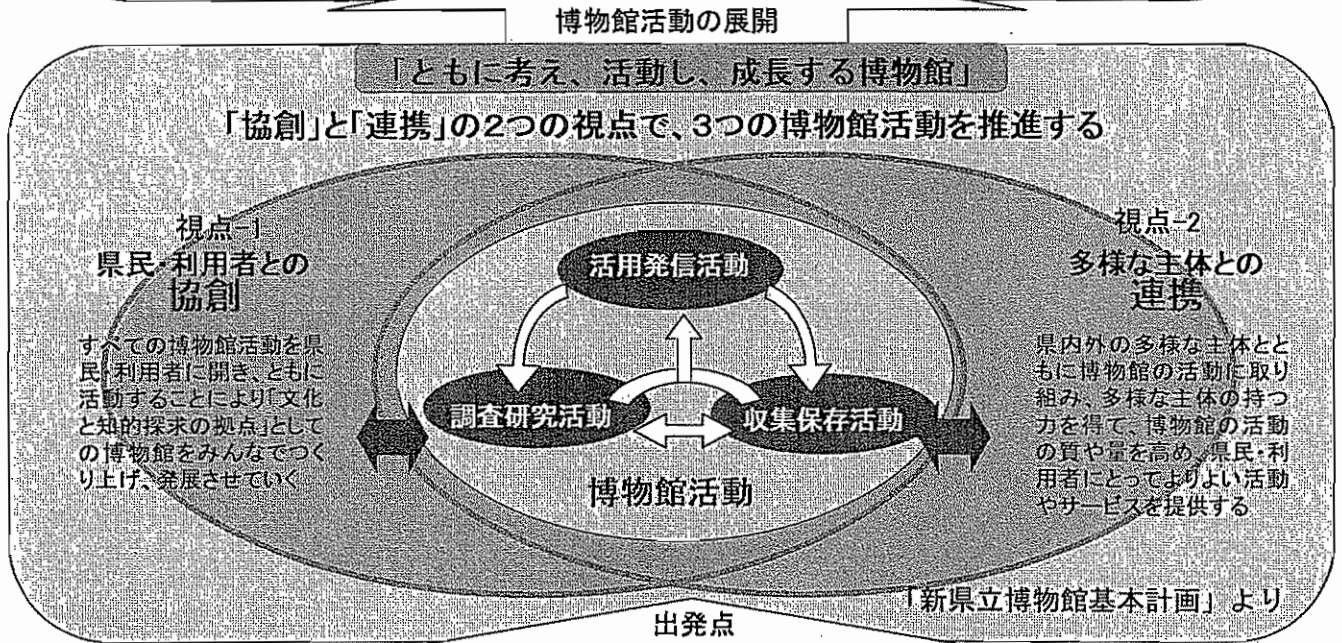 博物館活動の展開
「ともに考え、活動し、成長する博物館」
「協創」と「連携」の2つの視点で、3つの博物館活動を推進する
視点-1
県民・利用者との
協創
すべての博物館活動を県
民・利用者に開き、ともに
活動することにより「文化
と知的探求の拠点」として
の博物館をみんなでつく
り上げ、発展させていく
活用発信活動
調査研究活動
収集保存活動
博物館活動
視点-2
多様な主体との
連携
県内外の多様な主体とと
もに博物館の活動に取り
組み、多様な主体の持つ
力を得て、博物館の活動
の質や量を高め、県民・利
用者にとってよりよい活動
やサービスを提供する
「新県立博物館基本計画」より
出発点